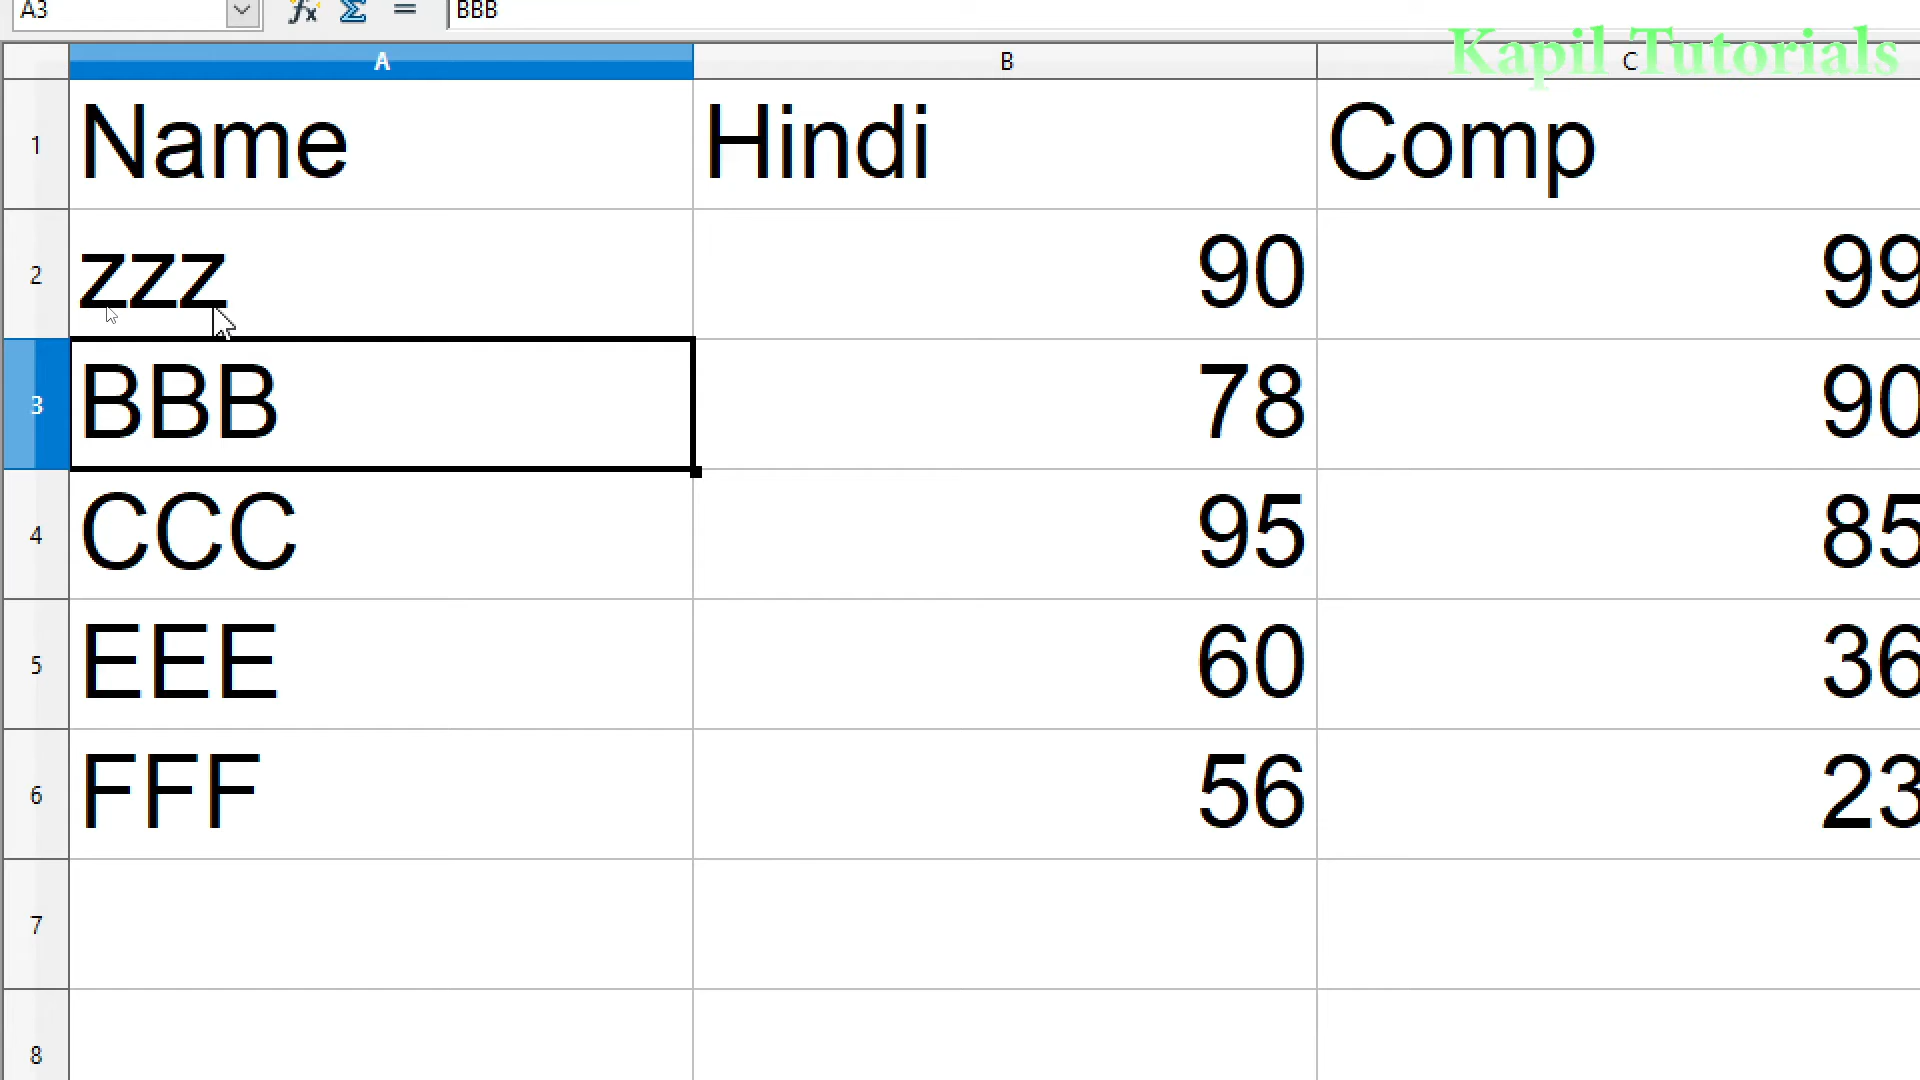 A3 fx Σ = BBB
Kapil Tutorials
A B C
1 Name Hindi Comp
2 zzz 90 99
3 BBB 78 90
4 CCC 95 85
5 EEE 60 36
6 FFF 56 23
7
8